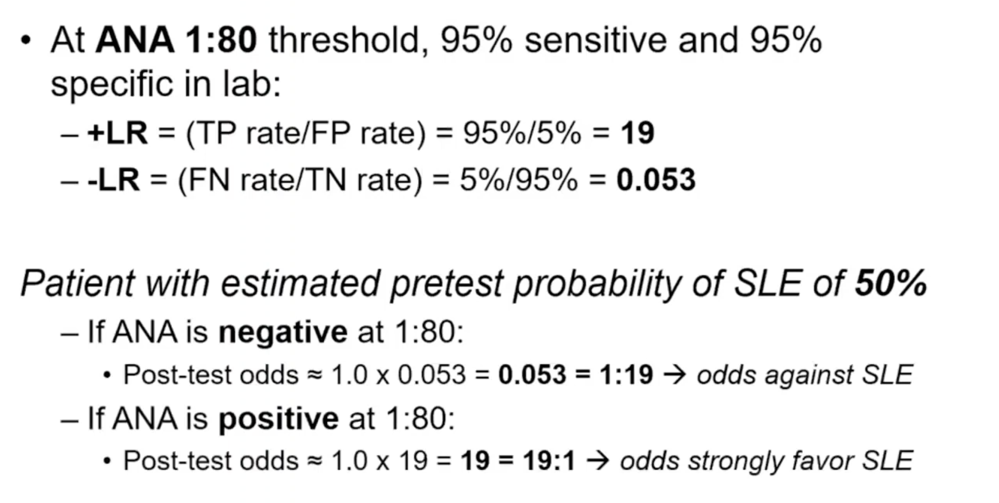 • At ANA 1:80 threshold, 95% sensitive and 95%
specific in lab:
– +LR = (TP rate/FP rate) = 95%/5% = 19
– -LR = (FN rate/TN rate) = 5%/95% = 0.053
Patient with estimated pretest probability of SLE of 50%
– If ANA is negative at 1:80:
• Post-test odds ≈ 1.0 x 0.053 = 0.053 = 1:19 → odds against SLE
– If ANA is positive at 1:80:
• Post-test odds ≈ 1.0 x 19 = 19 = 19:1 → odds strongly favor SLE